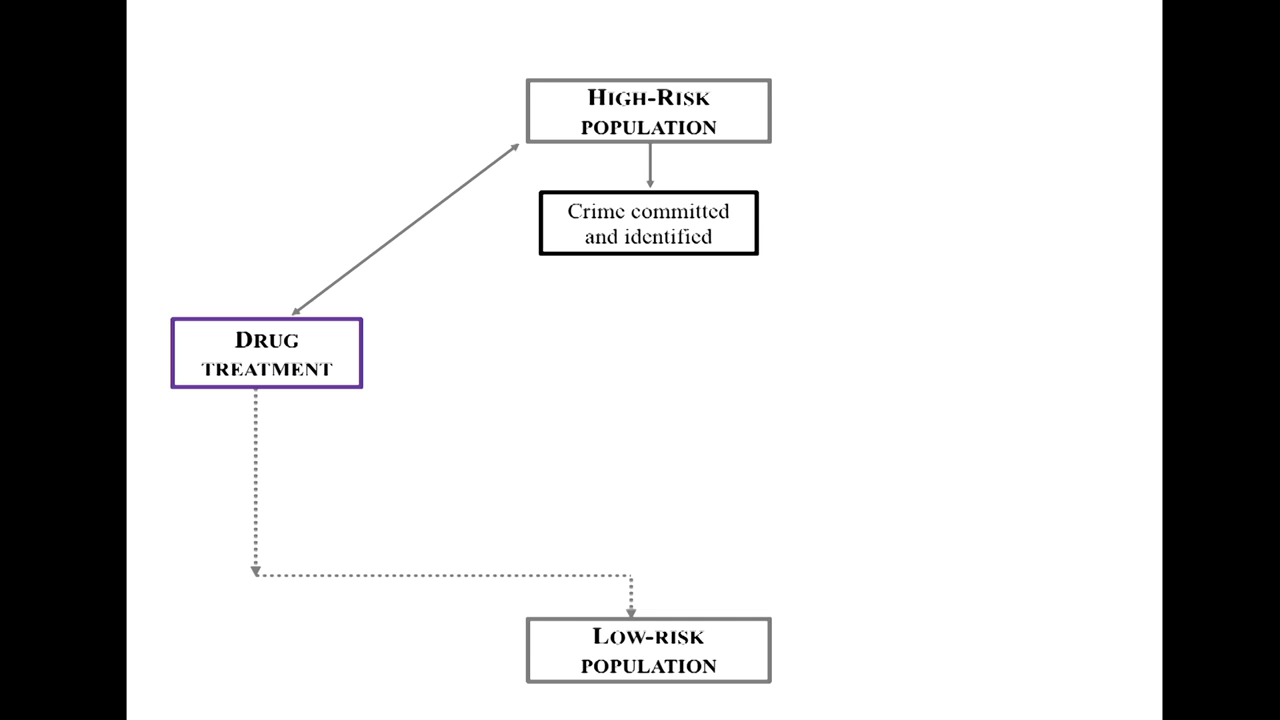 HIGH-RISK
POPULATION
Crime committed
and identified
DRUG
TREATMENT
LOW-RISK
POPULATION